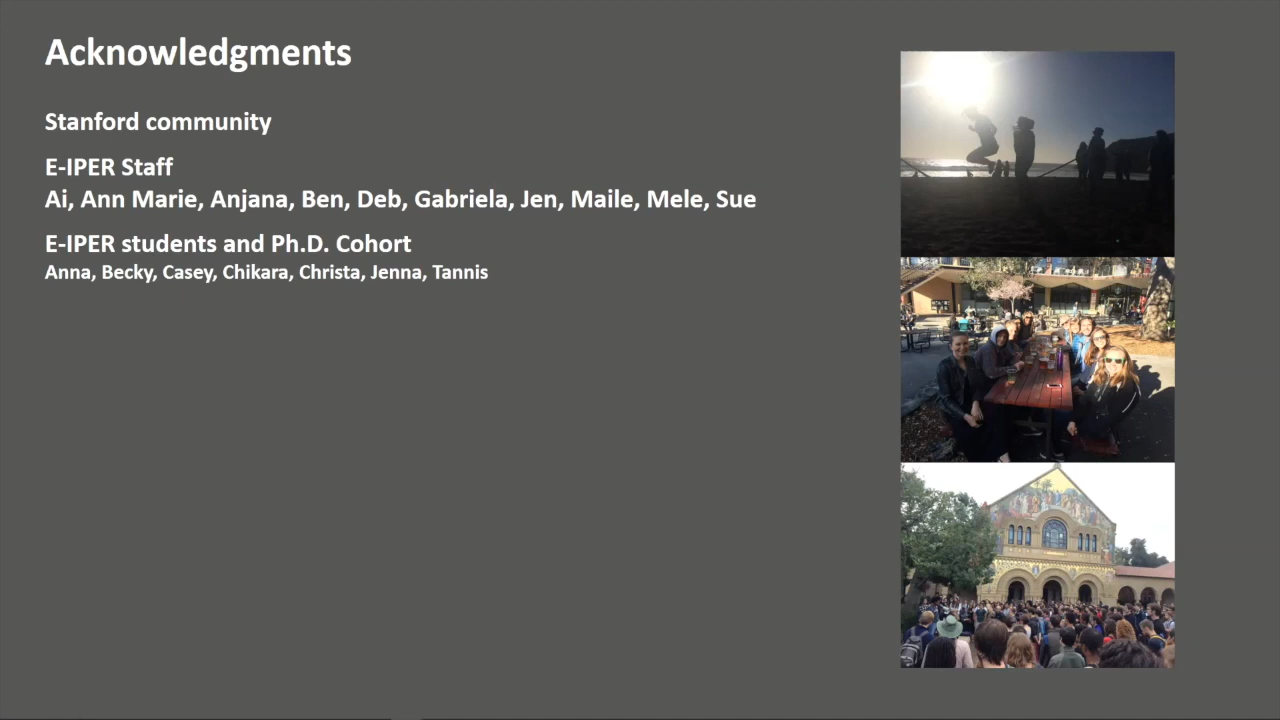 Acknowledgments
Stanford community
E-IPER Staff
Ai, Ann Marie, Anjana, Ben, Deb, Gabriela, Jen, Maile, Mele, Sue
E-IPER students and Ph.D. Cohort
Anna, Becky, Casey, Chikara, Christa, Jenna, Tannis